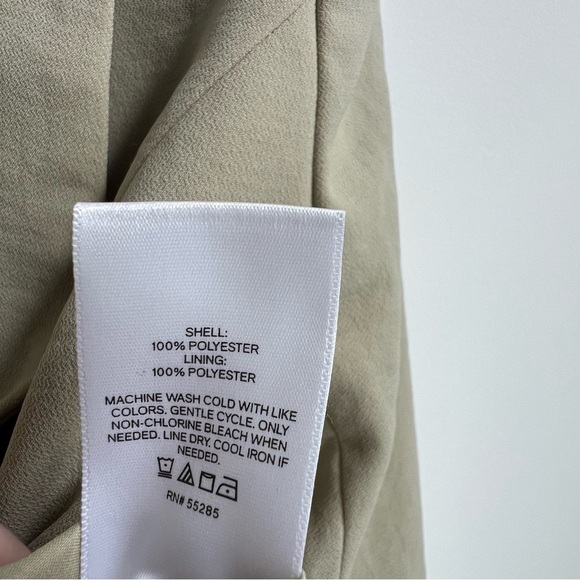 SHELL:
100% POLYESTER
LINING:
100% POLYESTER
MACHINE WASH COLD WITH LIKE
COLORS. GENTLE CYCLE. ONLY
NON-CHLORINE BLEACH WHEN
NEEDED. LINE DRY. COOL IRON IF
NEEDED.
RN# 55285